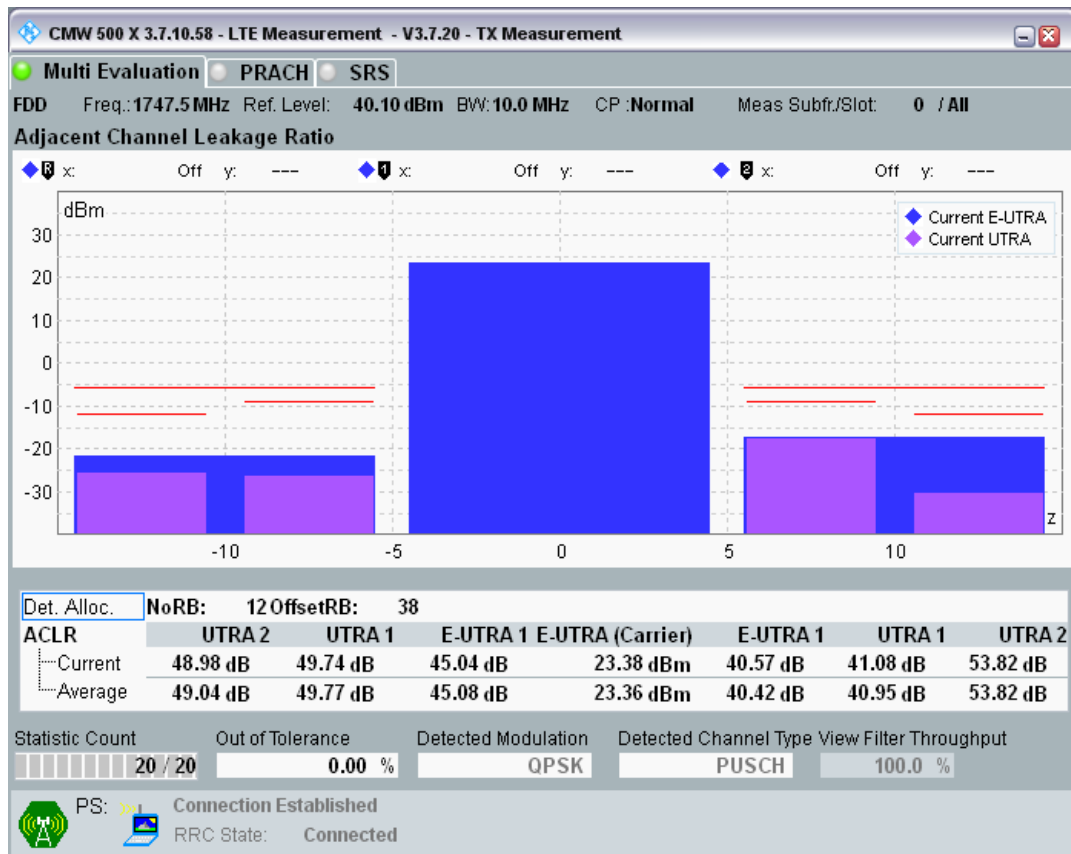 CMW 500 X 3.7.10.58 - LTE Measurement - V3.7.20 - TX Measurement
Multi Evaluation PRACH SRS
FDD Freq.: 1747.5 MHz Ref. Level: 40.10 dBm BW: 10.0 MHz CP :Normal Meas Subfr./Slot: 0 / All
Adjacent Channel Leakage Ratio
R x: Off y: --- 1 x: Off y: --- 2 x: Off y: ---
dBm
Current E-UTRA
Current UTRA
30
20
10
0
-10
-20
-30
z
-10 -5 0 5 10
Det. Alloc. NoRB: 12 OffsetRB: 38
ACLR UTRA 2 UTRA 1 E-UTRA 1 E-UTRA (Carrier) E-UTRA 1 UTRA 1 UTRA 2
Current 48.98 dB 49.74 dB 45.04 dB 23.38 dBm 40.57 dB 41.08 dB 53.82 dB
Average 49.04 dB 49.77 dB 45.08 dB 23.36 dBm 40.42 dB 40.95 dB 53.82 dB
Statistic Count Out of Tolerance Detected Modulation Detected Channel Type View Filter Throughput
20 / 20 0.00 % QPSK PUSCH 100.0 %
PS: Connection Established
RRC State: Connected